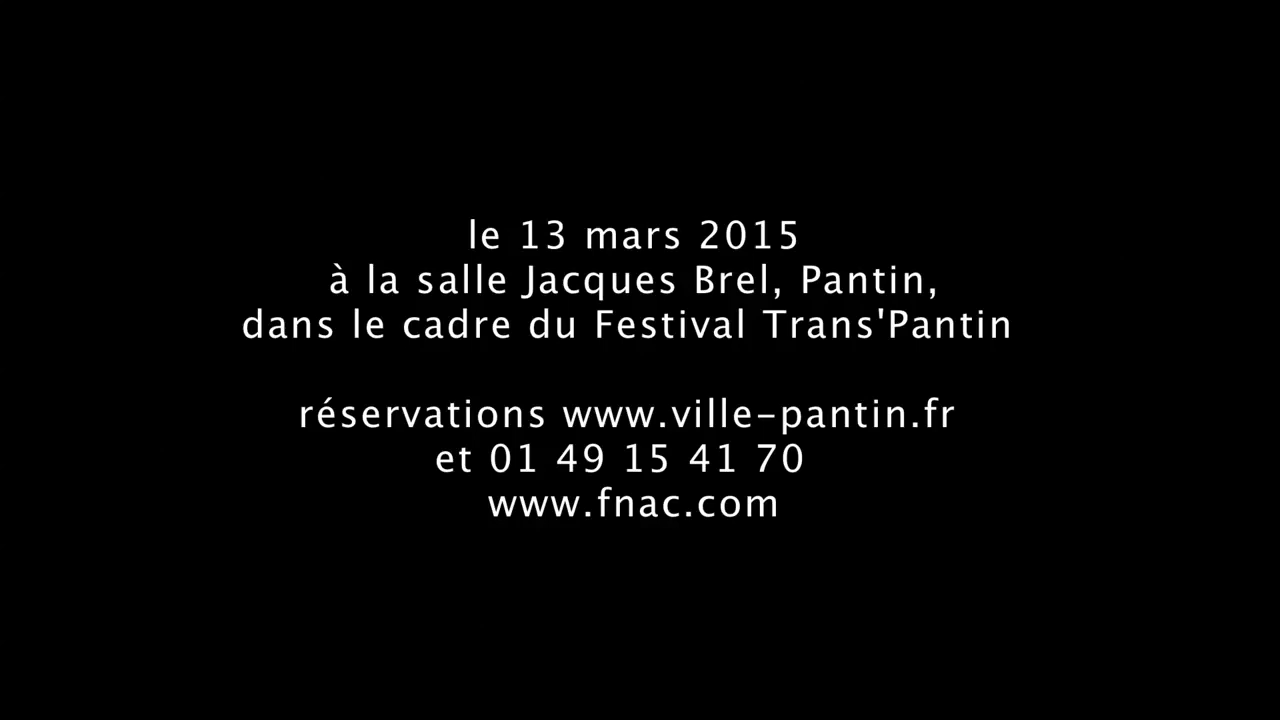 le 13 mars 2015
à la salle Jacques Brel, Pantin,
dans le cadre du Festival Trans'Pantin
réservations www.ville-pantin.fr
et 01 49 15 41 70
www.fnac.com